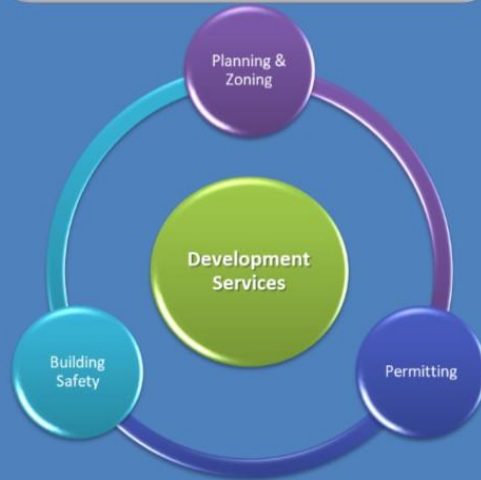 Planning &
Zoning
Development
Services
Building
Safety
Permitting